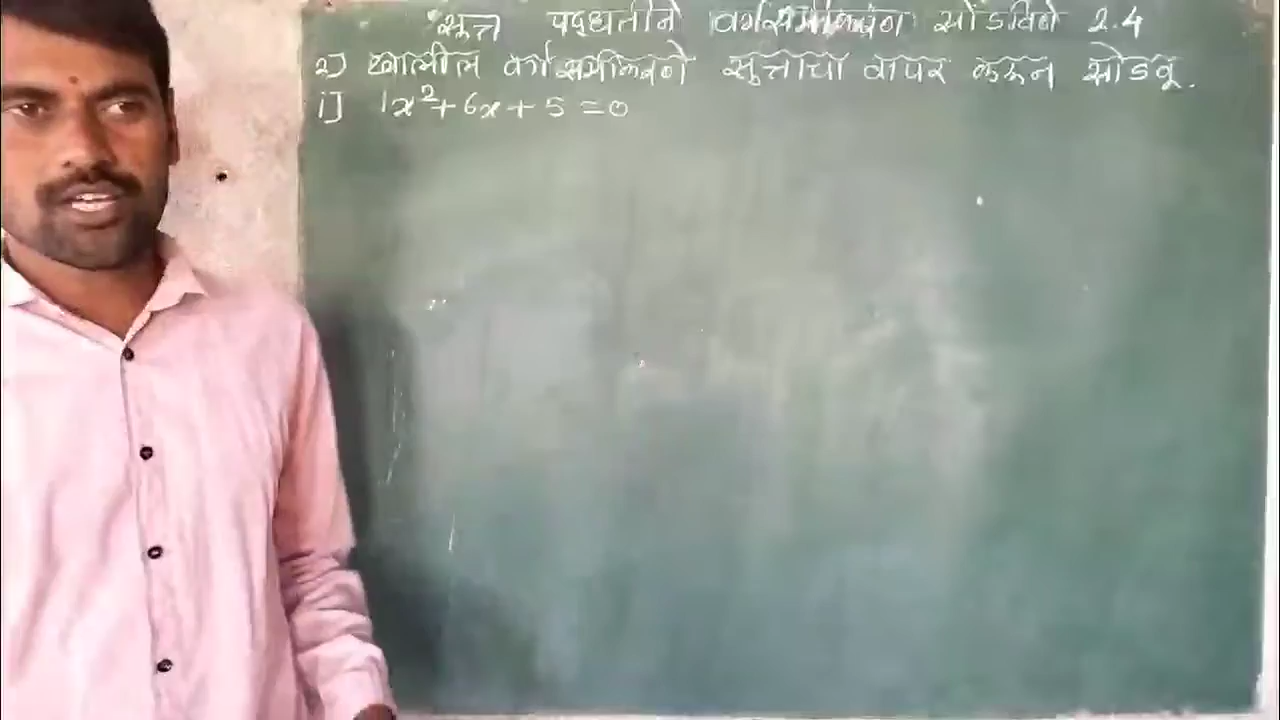 सूत्र पद्धतीने वर्गसमीकरण सोडविणे 2.4
2] खालील वर्गसमीकरणे सूत्राचा वापर करून सोडवू.
i] 1x²+6x+5=0